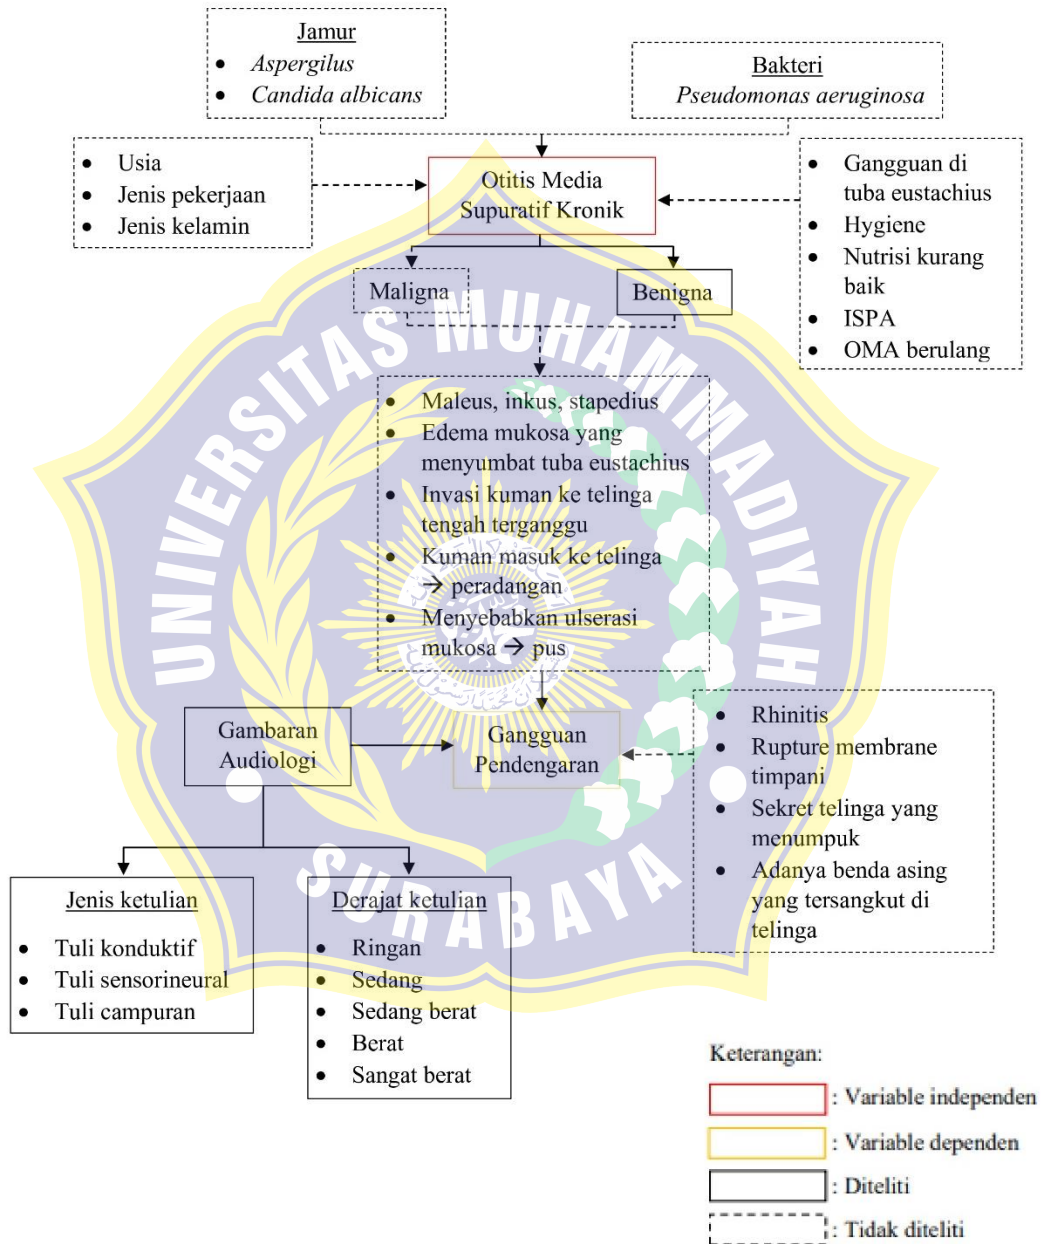 Jamur
• Aspergilus
• Candida albicans
Bakteri
Pseudomonas aeruginosa
• Usia
• Jenis pekerjaan
• Jenis kelamin
Otitis Media
Supuratif Kronik
• Gangguan di
tuba eustachius
• Hygiene
• Nutrisi kurang
baik
• ISPA
• OMA berulang
Maligna
Benigna
• Maleus, inkus, stapedius
• Edema mukosa yang
menyumbat tuba eustachius
• Invasi kuman ke telinga
tengah terganggu
• Kuman masuk ke telinga
→ peradangan
• Menyebabkan ulserasi
mukosa → pus
Gambaran
Audiologi
Gangguan
Pendengaran
• Rhinitis
• Rupture membrane
timpani
• Sekret telinga yang
menumpuk
• Adanya benda asing
yang tersangkut di
telinga
Jenis ketulian
• Tuli konduktif
• Tuli sensorineural
• Tuli campuran
Derajat ketulian
• Ringan
• Sedang
• Sedang berat
• Berat
• Sangat berat
Keterangan:
: Variable independen
: Variable dependen
: Diteliti
: Tidak diteliti
UNIVERSITAS MUHAMMADIYAH
SURABAYA